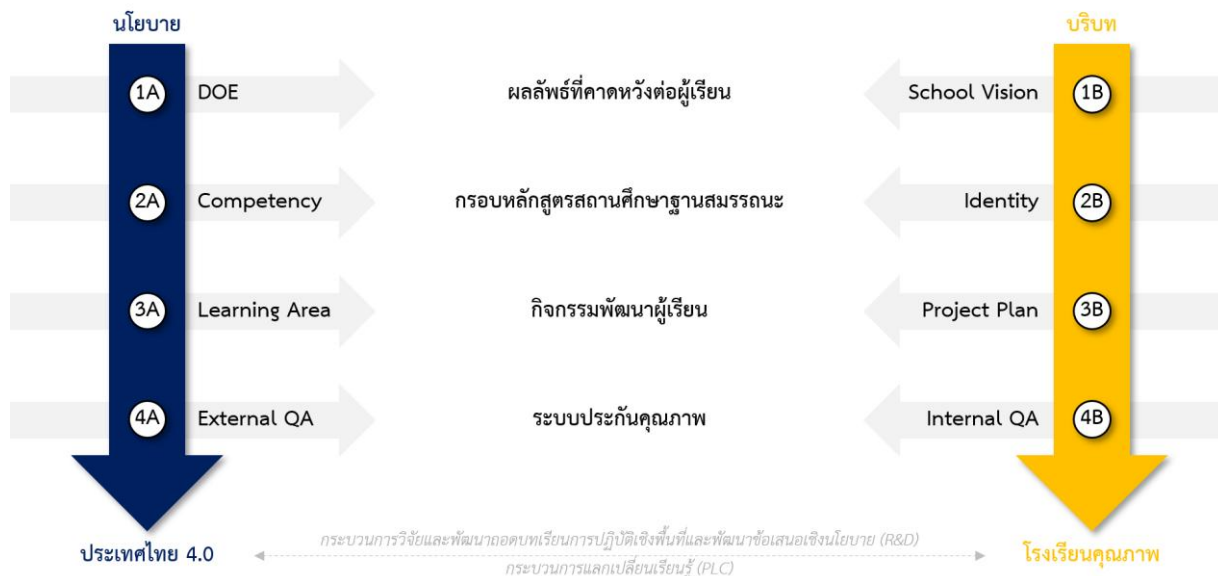 นโยบาย
บริบท
1A DOE ผลลัพธ์ที่คาดหวังต่อผู้เรียน School Vision 1B
2A Competency กรอบหลักสูตรสถานศึกษาฐานสมรรถนะ Identity 2B
3A Learning Area กิจกรรมพัฒนาผู้เรียน Project Plan 3B
4A External QA ระบบประกันคุณภาพ Internal QA 4B
กระบวนการวิจัยและพัฒนาถอดบทเรียนการปฏิบัติเชิงพื้นที่และพัฒนาข้อเสนอเชิงนโยบาย (R&D)
ประเทศไทย 4.0
โรงเรียนคุณภาพ
กระบวนการแลกเปลี่ยนเรียนรู้ (PLC)